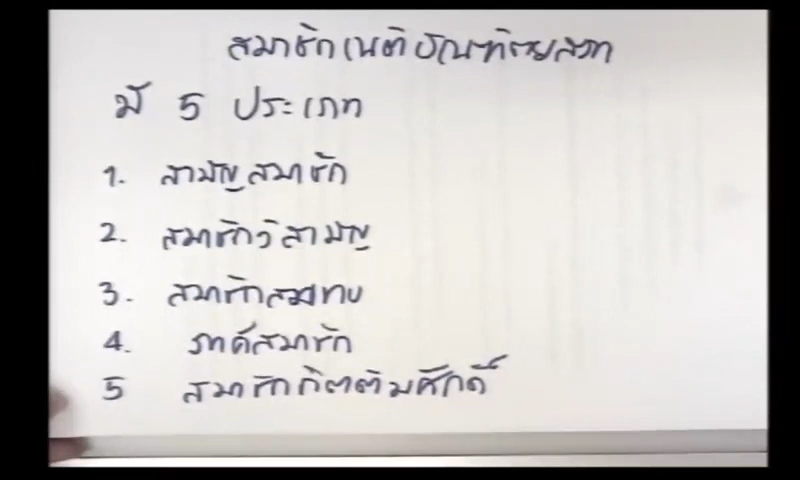 สมาชิกเนติบัณฑิตยสภา
มี 5 ประเภท
1. สามัญสมาชิก
2. สมาชิกวิสามัญ
3. สมาชิกสมทบ
4. ภาคีสมาชิก
5 สมาชิกกิตติมศักดิ์